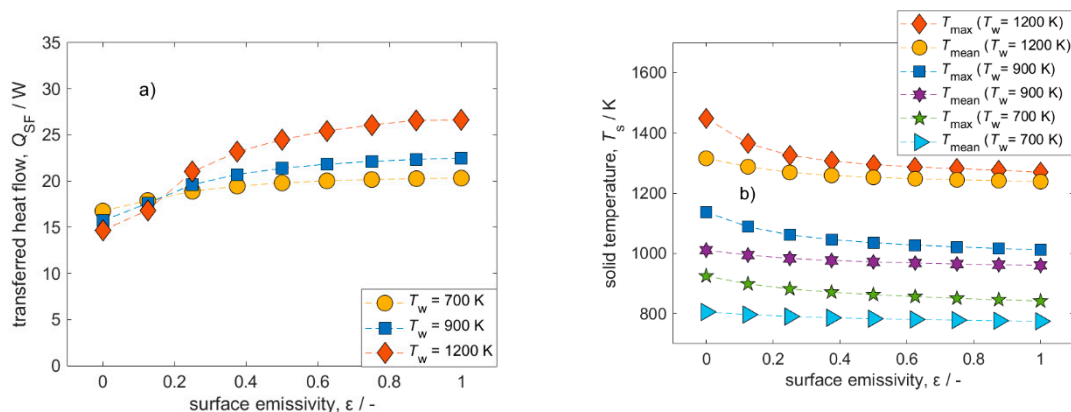 35
30
25
20
15
10
5
0
transferred heat flow, Q_SF / W
a)
T_w = 700 K
T_w = 900 K
T_w = 1200 K
0 0.2 0.4 0.6 0.8 1
surface emissivity, ε / -
1600
1400
1200
1000
800
solid temperature, T_s / K
T_max (T_w = 1200 K)
T_mean (T_w = 1200 K)
T_max (T_w = 900 K)
T_mean (T_w = 900 K)
T_max (T_w = 700 K)
T_mean (T_w = 700 K)
b)
0 0.2 0.4 0.6 0.8 1
surface emissivity, ε / -